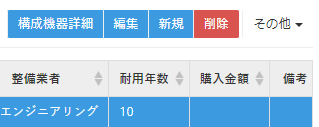 構成機器詳細 編集 新規 削除 その他
整備業者 耐用年数 購入金額 備考
エンジニアリング 10